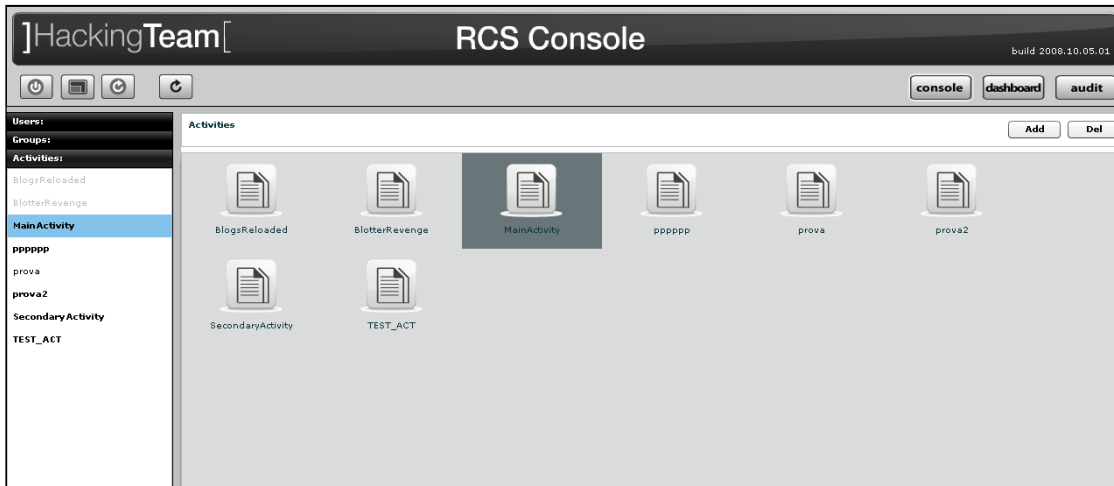 ]HackingTeam[
RCS Console
build 2008.10.05.01
console dashboard audit
Users:
Groups:
Activities:
BlogsReloaded
BlotterRevenge
MainActivity
pppppp
prova
prova2
SecondaryActivity
TEST_ACT
Activities
Add Del
BlogsReloaded BlotterRevenge MainActivity pppppp prova prova2
SecondaryActivity TEST_ACT